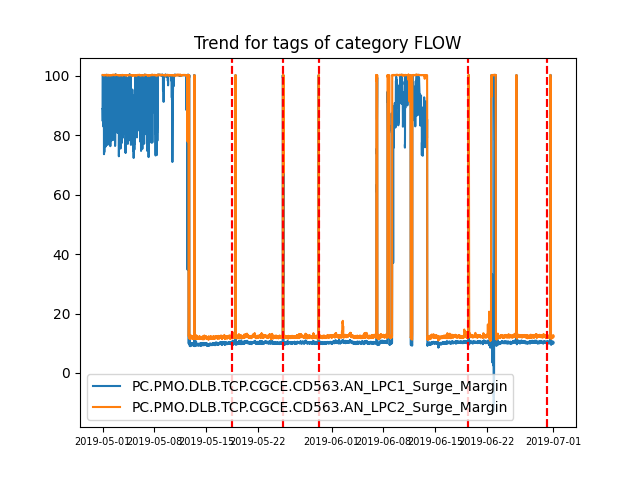 Trend for tags of category FLOW
100
80
60
40
20
0
PC.PMO.DLB.TCP.CGCE.CD563.AN_LPC1_Surge_Margin
PC.PMO.DLB.TCP.CGCE.CD563.AN_LPC2_Surge_Margin
2019-05-01 2019-05-08 2019-05-15 2019-05-22 2019-06-01 2019-06-08 2019-06-15 2019-06-22 2019-07-01